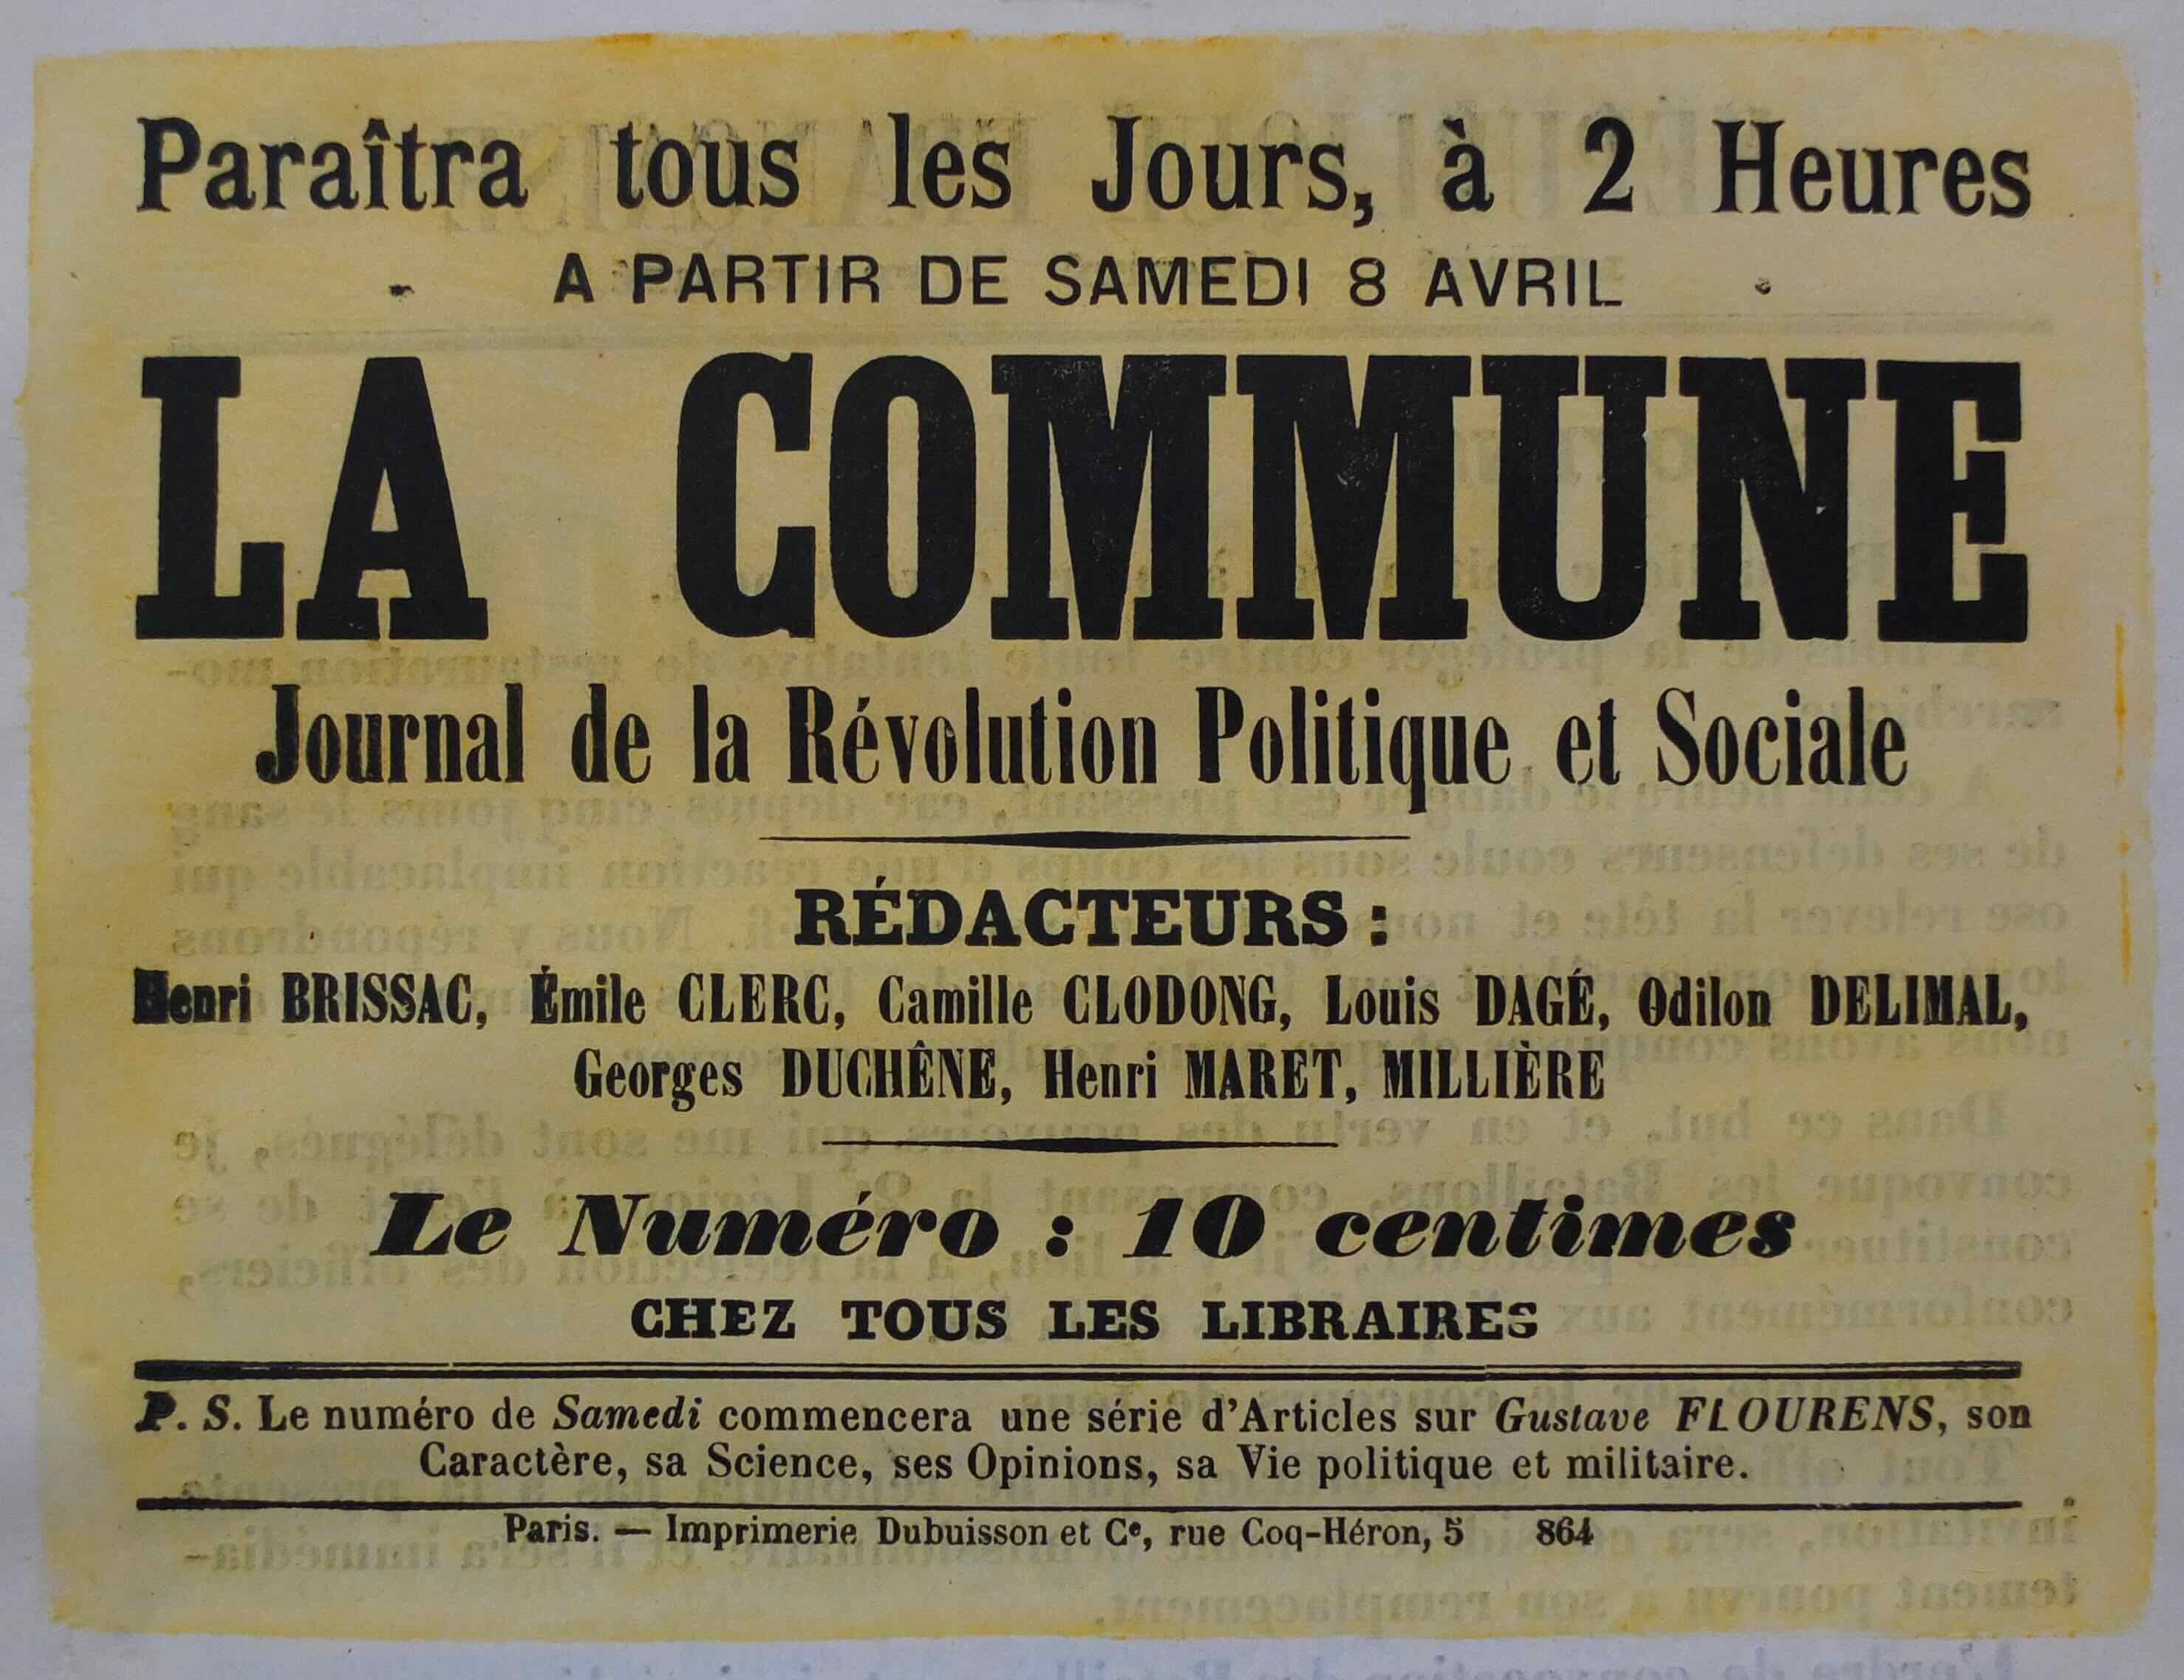 Paraîtra tous les Jours, à 2 Heures
A PARTIR DE SAMEDI 8 AVRIL
LA COMMUNE
Journal de la Révolution Politique et Sociale
RÉDACTEURS :
Henri BRISSAC, Émile CLERC, Camille CLODONG, Louis DAGÉ, Odilon DELIMAL,
Georges DUCHÊNE, Henri MARET, MILLIÈRE
Le Numéro : 10 centimes
CHEZ TOUS LES LIBRAIRES
P. S. Le numéro de Samedi commencera une série d'Articles sur Gustave FLOURENS, son
Caractère, sa Science, ses Opinions, sa Vie politique et militaire.
Paris. — Imprimerie Dubuisson et Cᵉ, rue Coq-Héron, 5 864